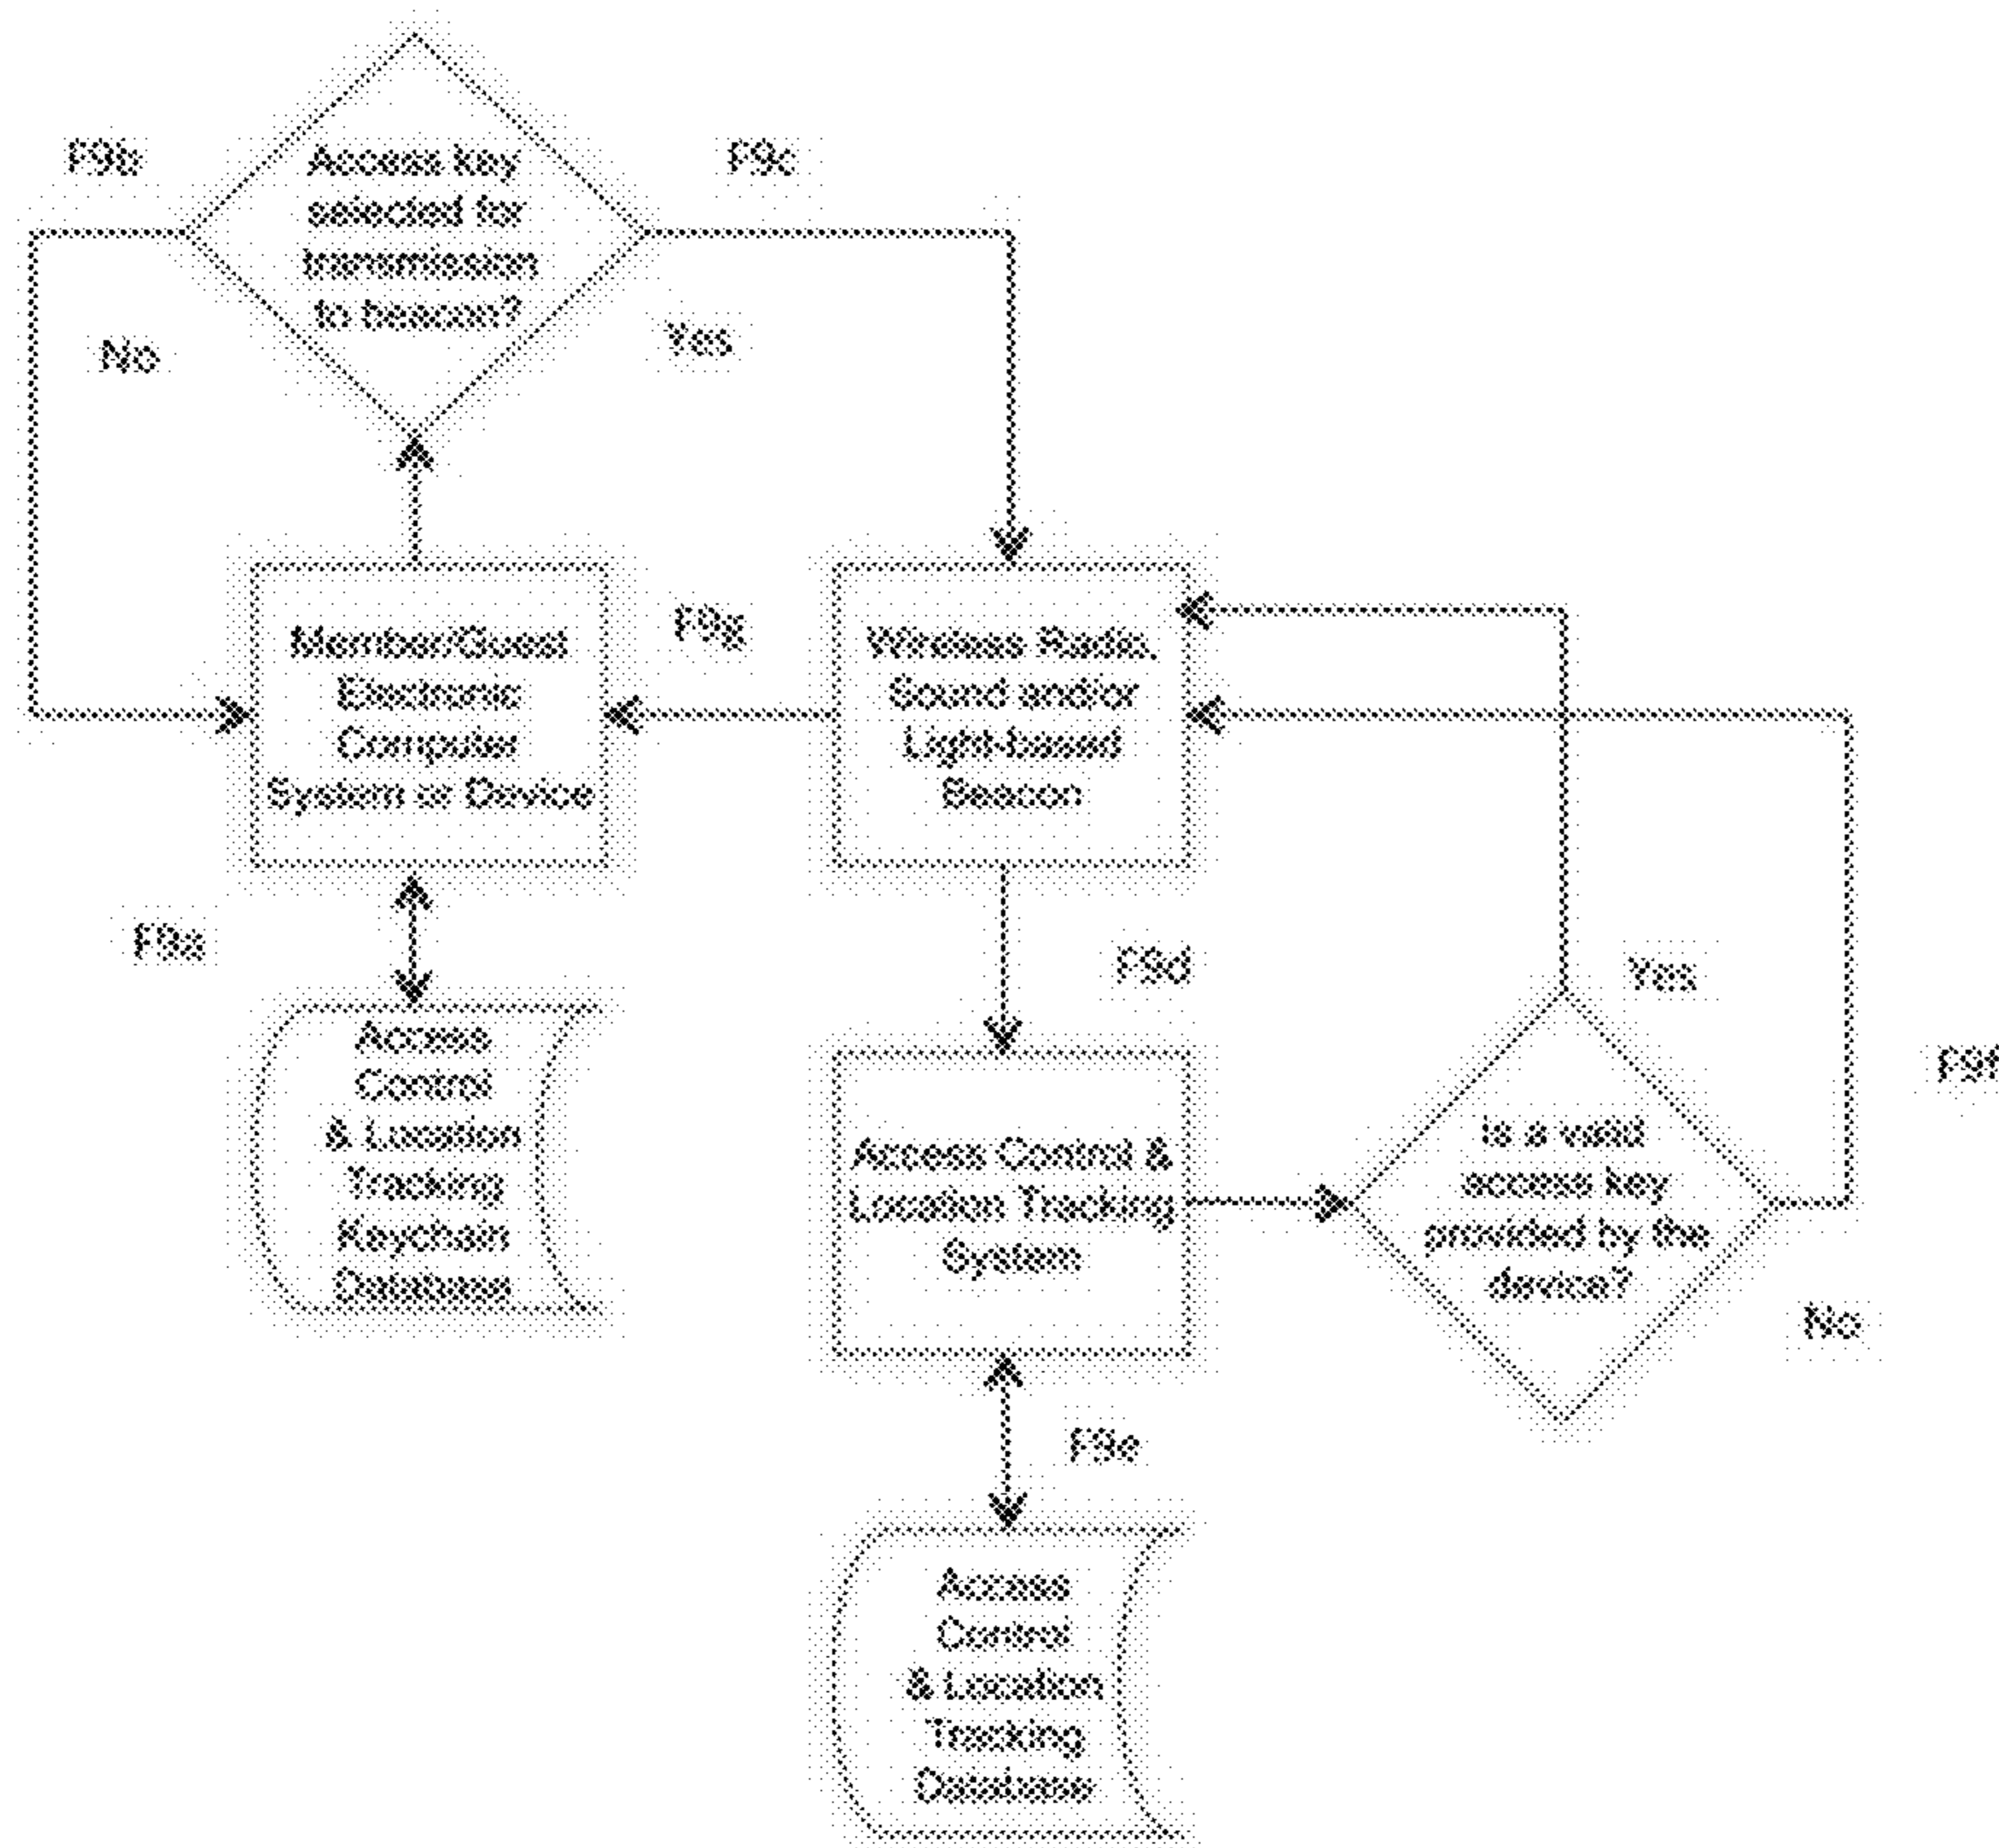 F9b
Access key
selected for
transmission
to beacon?
F9c
No
Yes
Member/Guest
Electronic
Computer
System or Device
F9g
Wireless Radio,
Sound and/or
Light-based
Beacon
F9a
Access
Control
& Location
Tracking
Keychain
Database
F9d
Access Control &
Location Tracking
System
Yes
Is a valid
access key
provided by the
device?
F9f
No
F9e
Access
Control
& Location
Tracking
Database